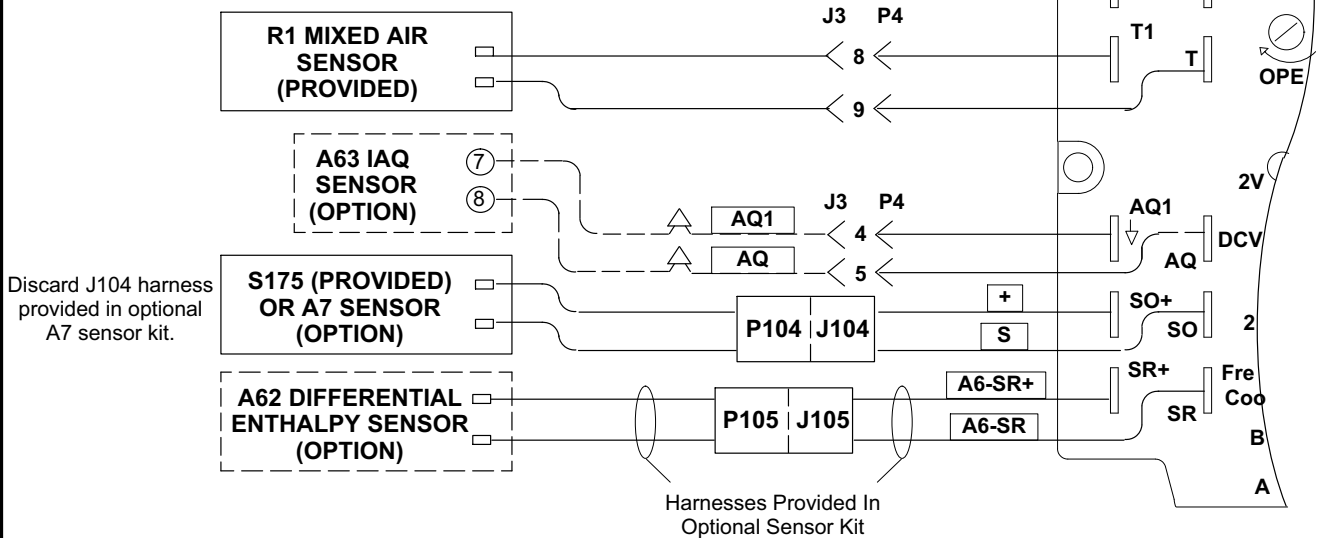 J3 P4
R1 MIXED AIR
SENSOR
(PROVIDED)
8
9
T1
T
OPE
A63 IAQ
SENSOR
(OPTION)
7
8
AQ1
AQ
J3 P4
4
5
AQ1
AQ
2V
DCV
Discard J104 harness
provided in optional
A7 sensor kit.
S175 (PROVIDED)
OR A7 SENSOR
(OPTION)
P104 J104
+
S
SO+
SO
2
A62 DIFFERENTIAL
ENTHALPY SENSOR
(OPTION)
P105 J105
A6-SR+
A6-SR
SR+
SR
Fre
Coo
B
A
Harnesses Provided In
Optional Sensor Kit